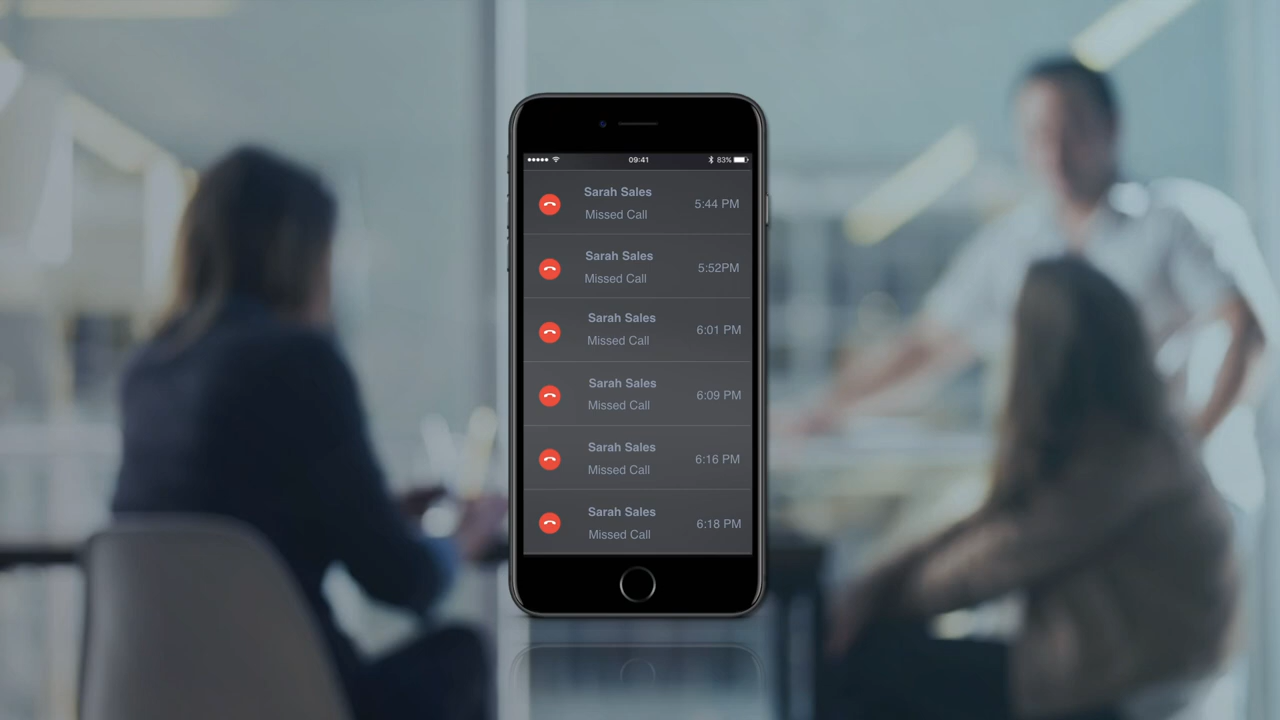 09:41 83%
Sarah Sales
Missed Call 5:44 PM
Sarah Sales
Missed Call 5:52PM
Sarah Sales
Missed Call 6:01 PM
Sarah Sales
Missed Call 6:09 PM
Sarah Sales
Missed Call 6:16 PM
Sarah Sales
Missed Call 6:18 PM